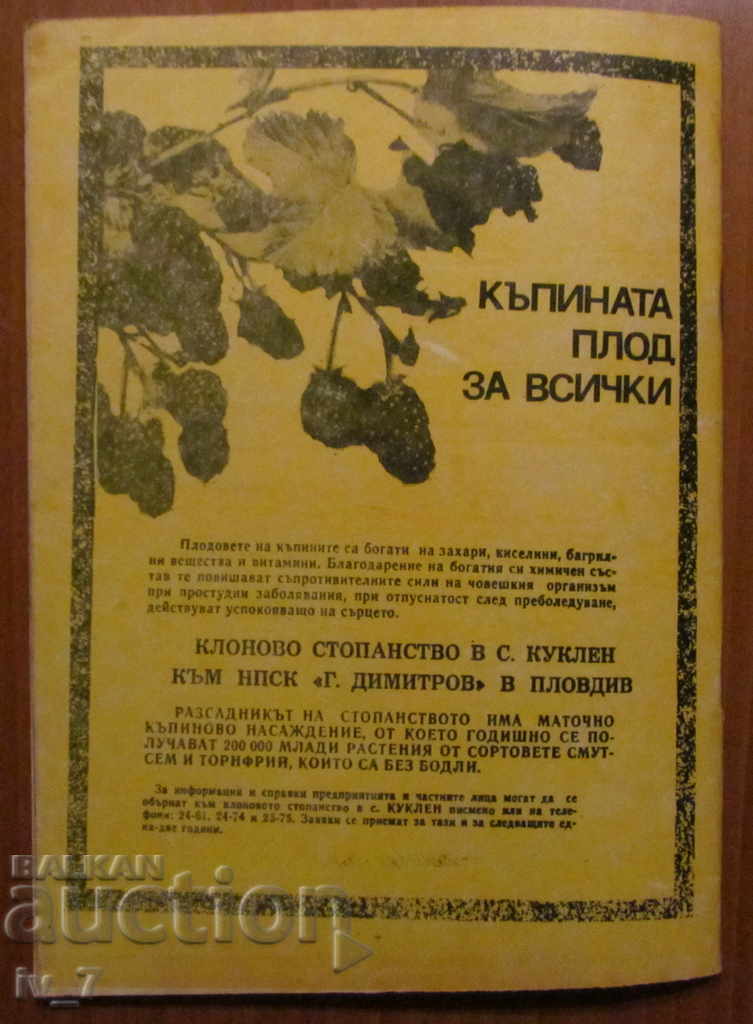 КЪПИНАТА
ПЛОД
ЗА ВСИЧКИ
Плодовете на къпините са богати на захари, киселини, багрил-
ни вещества и витамини. Благодарение на богатия си химичен със-
тав те повишават съпротивителните сили на човешкия организъм
при простудни заболявания, при отпуснатост след преболедуване,
действуват успокояващо на сърцето.
КЛОНОВО СТОПАНСТВО В С. КУКЛЕН
КЪМ НПСК «Г. ДИМИТРОВ» В ПЛОВДИВ
РАЗСАДНИКЪТ НА СТОПАНСТВОТО ИМА МАТОЧНО
КЪПИНОВО НАСАЖДЕНИЕ, ОТ КОЕТО ГОДИШНО СЕ ПО-
ЛУЧАВАТ 200 000 МЛАДИ РАСТЕНИЯ ОТ СОРТОВЕТЕ СМУТ-
СЕМ И ТОРНФРИЙ, КОИТО СА БЕЗ БОДЛИ.
За информации и справки предприятията и частните лица могат да се
обърнат към клоновото стопанство в с. КУКЛЕН писмено или на теле-
фони: 24-61, 24-74 и 25-75. Заявки се приемат за тази и за следващите ед-
на-две години.
BALKAN
auction
iv_7